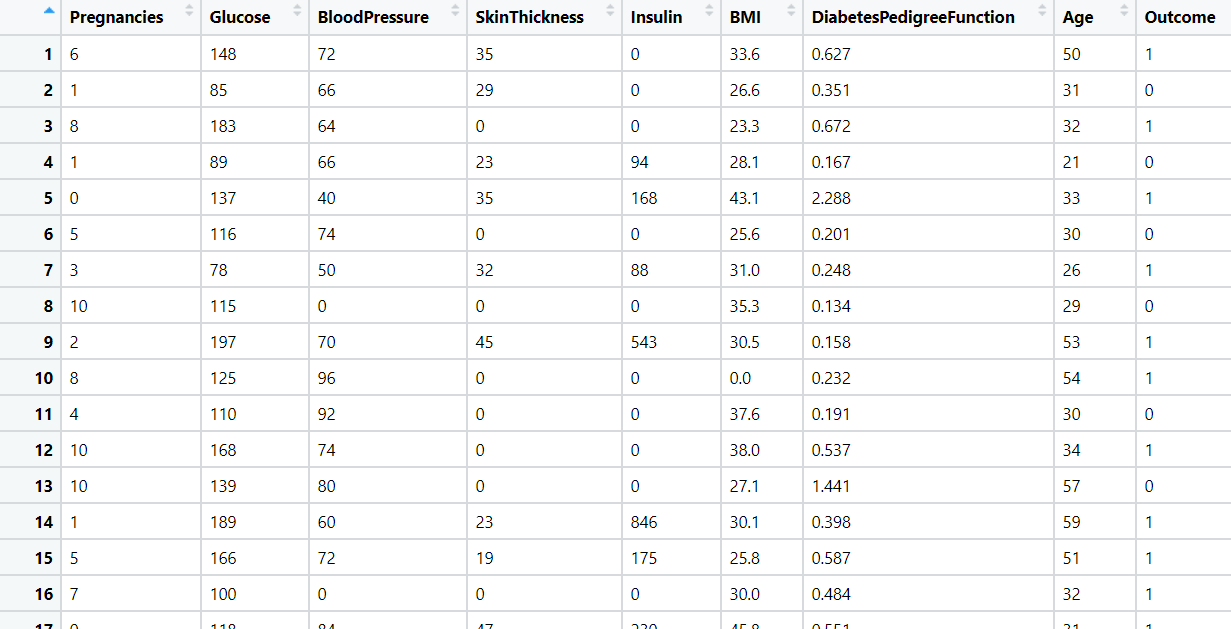 Pregnancies Glucose BloodPressure SkinThickness Insulin BMI DiabetesPedigreeFunction Age Outcome
1 6 148 72 35 0 33.6 0.627 50 1
2 1 85 66 29 0 26.6 0.351 31 0
3 8 183 64 0 0 23.3 0.672 32 1
4 1 89 66 23 94 28.1 0.167 21 0
5 0 137 40 35 168 43.1 2.288 33 1
6 5 116 74 0 0 25.6 0.201 30 0
7 3 78 50 32 88 31.0 0.248 26 1
8 10 115 0 0 0 35.3 0.134 29 0
9 2 197 70 45 543 30.5 0.158 53 1
10 8 125 96 0 0 0.0 0.232 54 1
11 4 110 92 0 0 37.6 0.191 30 0
12 10 168 74 0 0 38.0 0.537 34 1
13 10 139 80 0 0 27.1 1.441 57 0
14 1 189 60 23 846 30.1 0.398 59 1
15 5 166 72 19 175 25.8 0.587 51 1
16 7 100 0 0 0 30.0 0.484 32 1